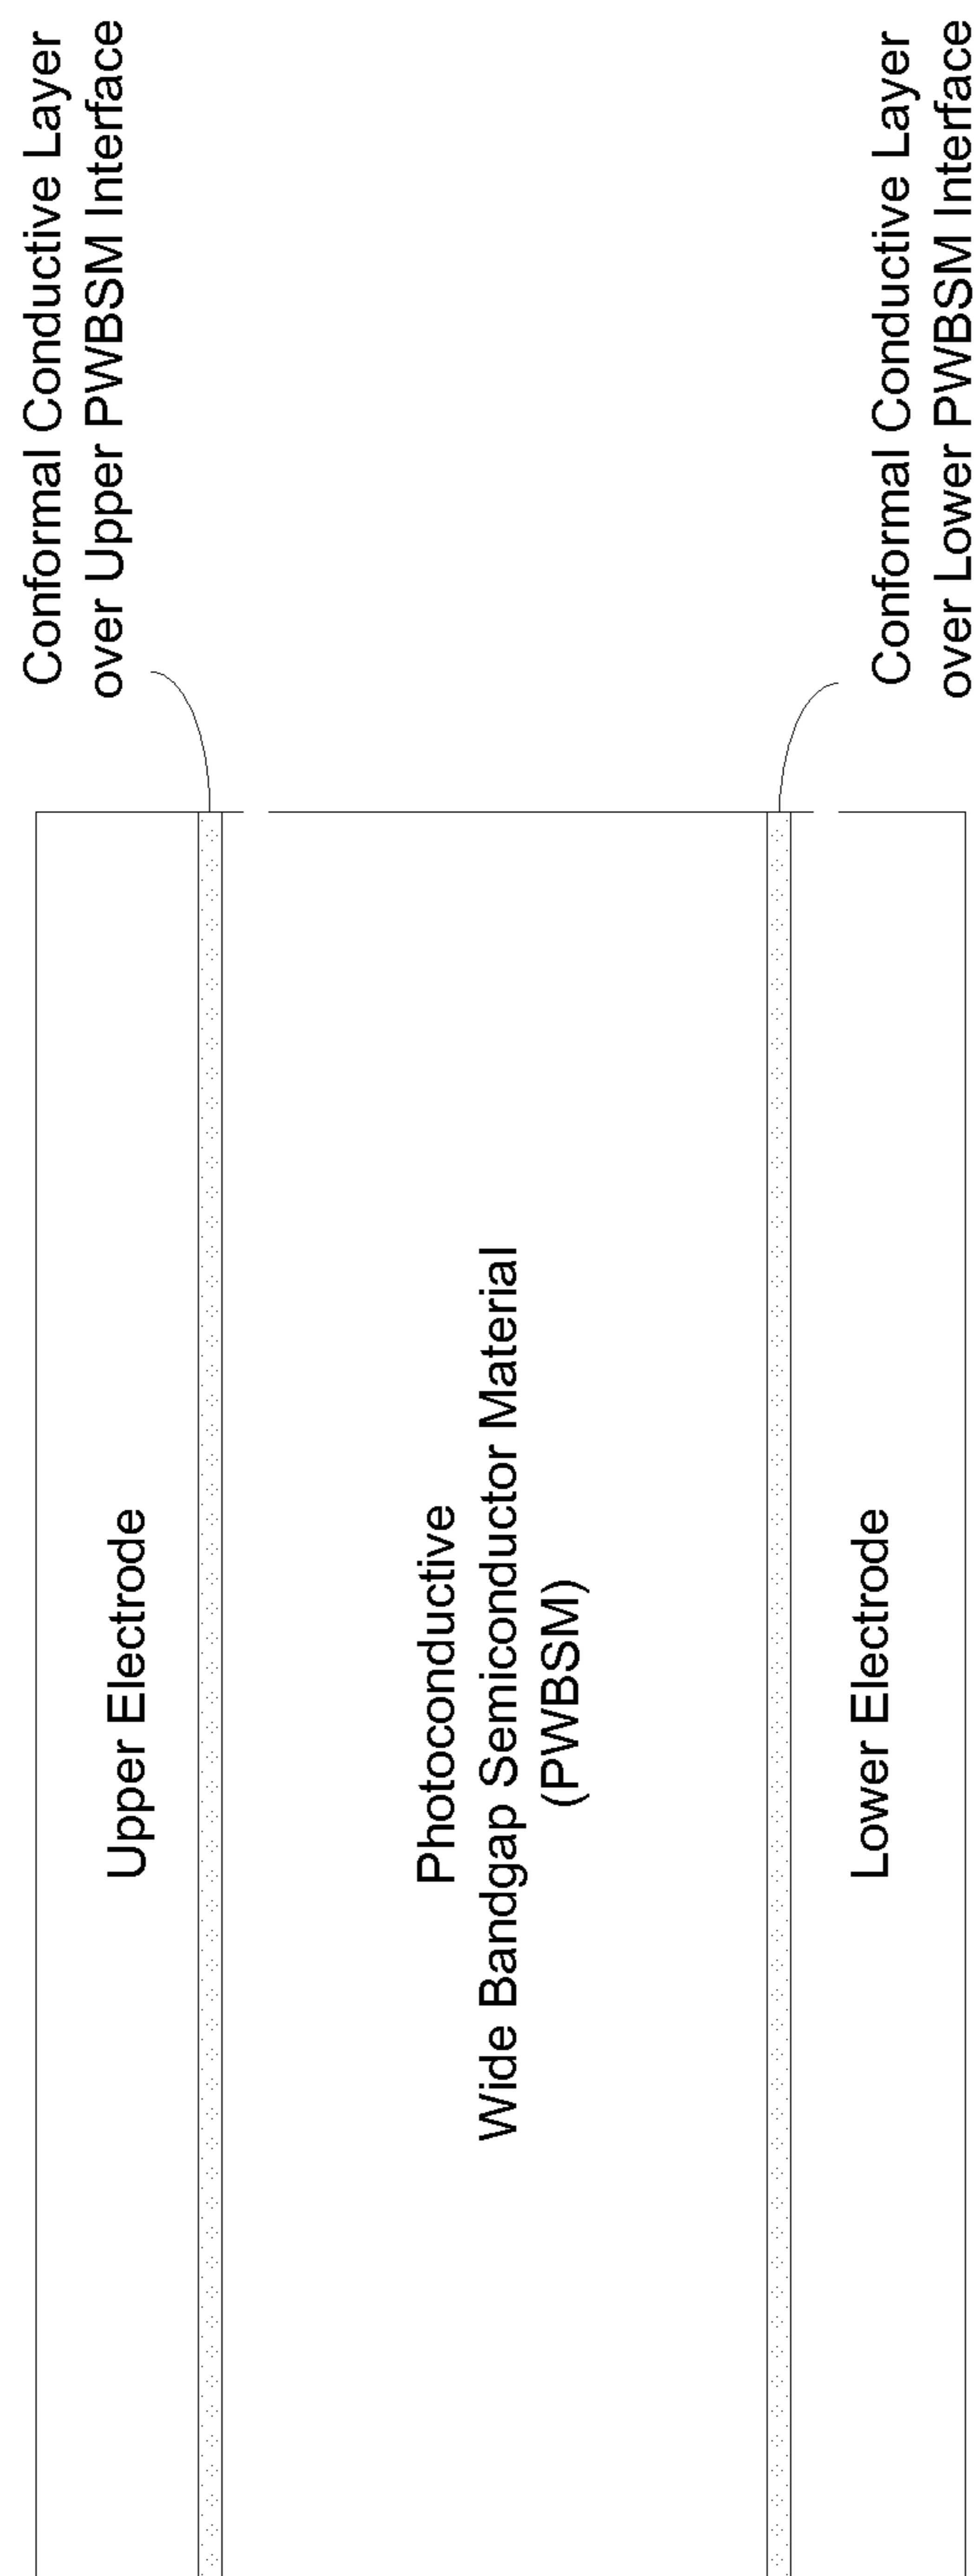 Conformal Conductive Layer
over Upper PWBSM Interface
Upper Electrode
Photoconductive
Wide Bandgap Semiconductor Material
(PWBSM)
Lower Electrode
Conformal Conductive Layer
over Lower PWBSM Interface